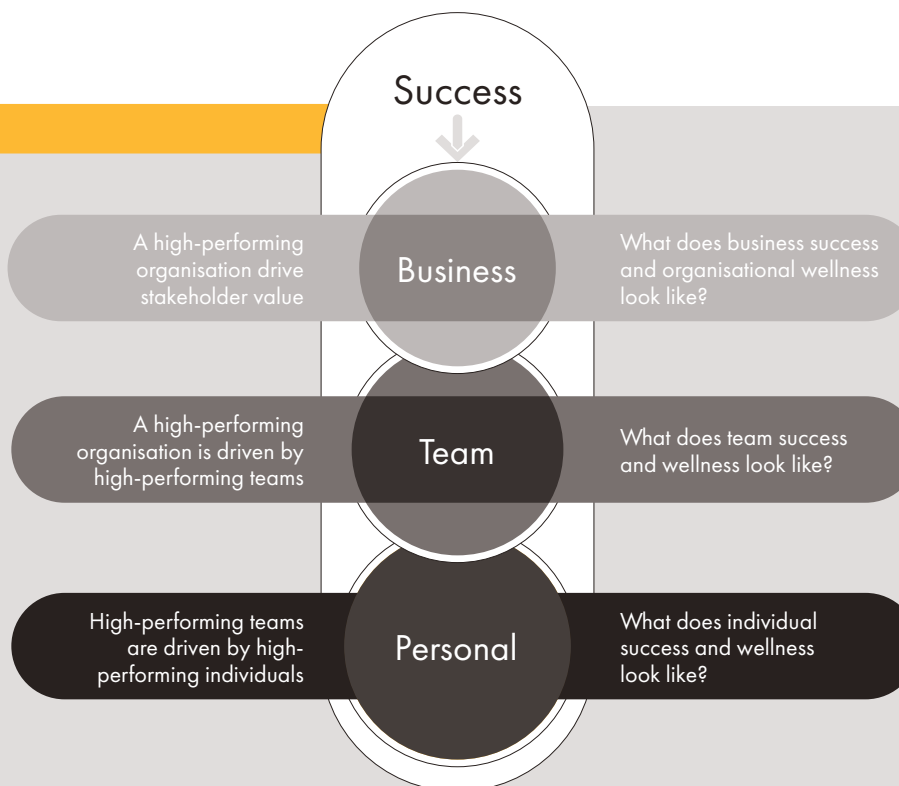 Success
A high-performing
organisation drive
stakeholder value
Business
What does business success
and organisational wellness
look like?
A high-performing
organisation is driven by
high-performing teams
Team
What does team success
and wellness look like?
High-performing teams
are driven by high-
performing individuals
Personal
What does individual
success and wellness
look like?